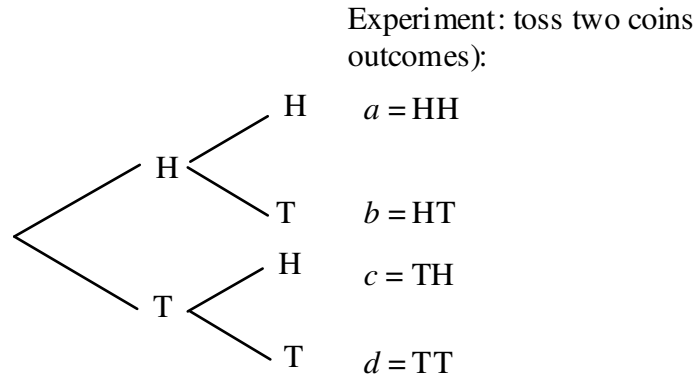 Experiment: toss two coins
outcomes):
H
a = HH
H
T
b = HT
H
c = TH
T
T
d = TT